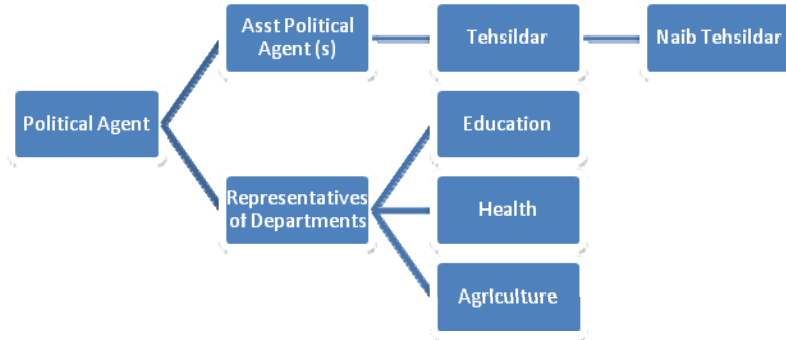 Asst Political
Agent (s)
Tehsildar
Naib Tehsildar
Political Agent
Education
Representatives
of Departments
Health
Agriculture